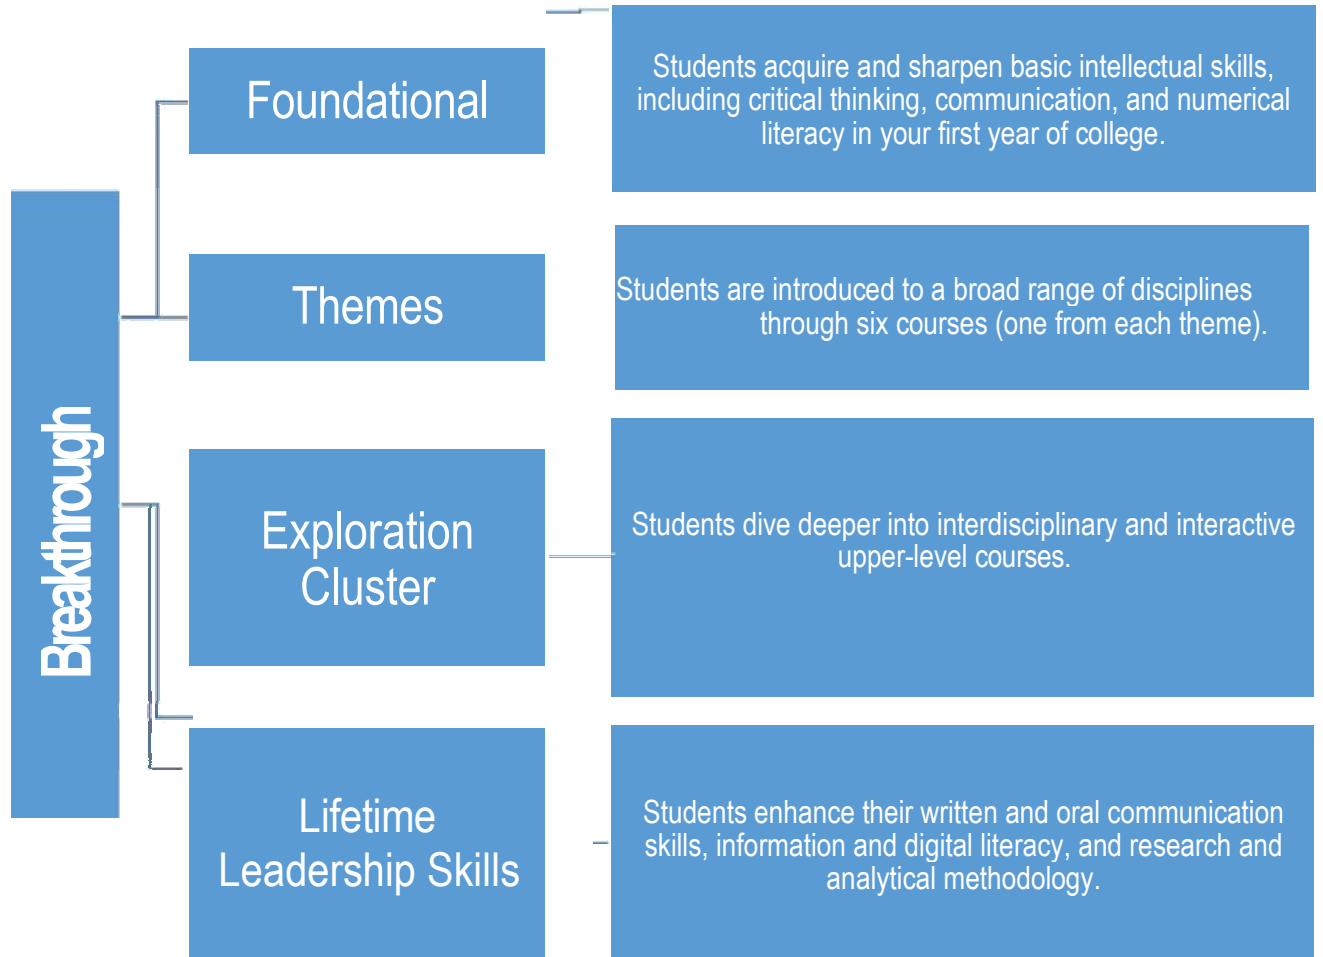 Breakthrough
Foundational
Students acquire and sharpen basic intellectual skills,
including critical thinking, communication, and numerical
literacy in your first year of college.
Themes
Students are introduced to a broad range of disciplines
through six courses (one from each theme).
Exploration
Cluster
Students dive deeper into interdisciplinary and interactive
upper-level courses.
Lifetime
Leadership Skills
Students enhance their written and oral communication
skills, information and digital literacy, and research and
analytical methodology.